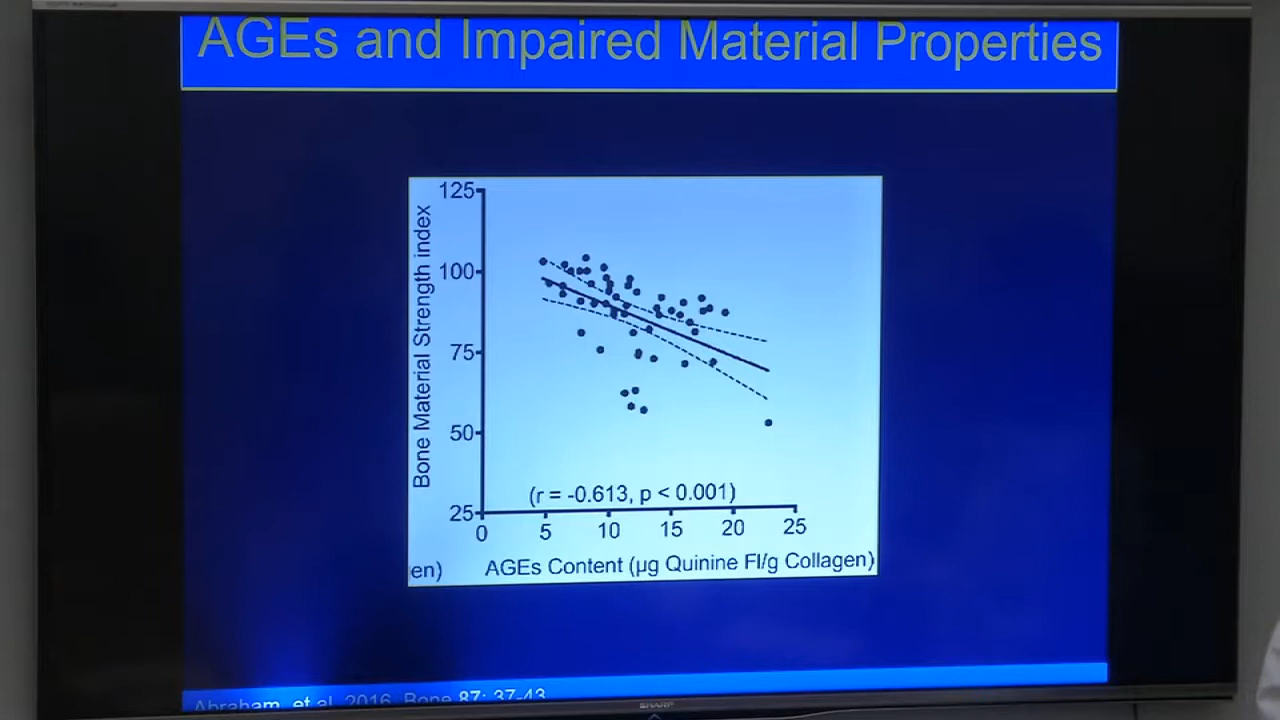 AGEs and Impaired Material Properties
Bone Material Strength index
125
100
75
50
25
(r = -0.613, p < 0.001)
0 5 10 15 20 25
en) AGEs Content (µg Quinine Fl/g Collagen)
Abraham, et al. 2016. Bone 87: 37-43
SHARP